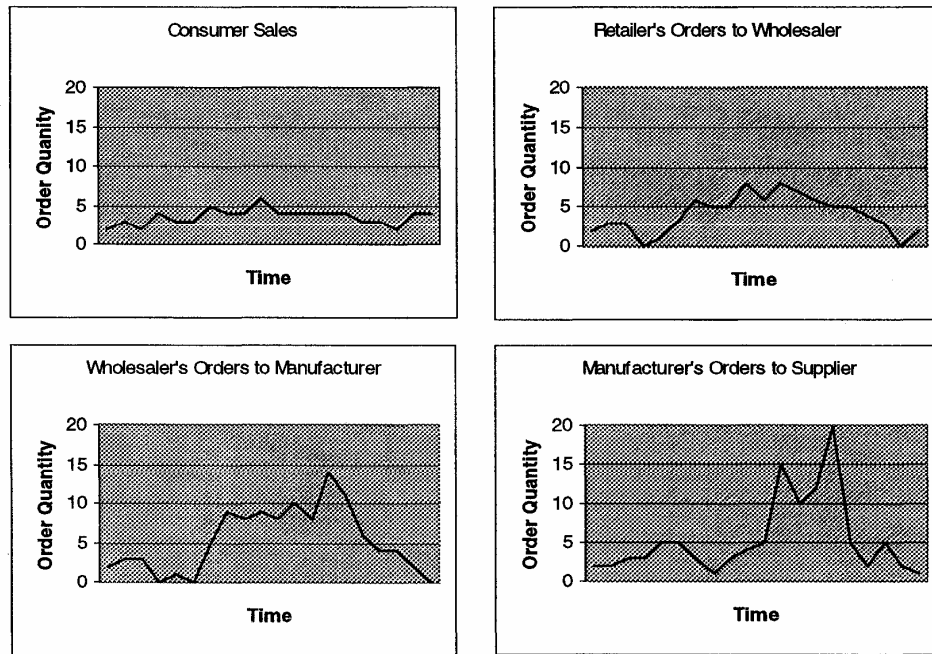 Consumer Sales
Order Quanity
20
15
10
5
0
Time
Retailer's Orders to Wholesaler
Order Quantity
20
15
10
5
0
Time
Wholesaler's Orders to Manufacturer
Order Quantity
20
15
10
5
0
Time
Manufacturer's Orders to Supplier
Order Quantity
20
15
10
5
0
Time